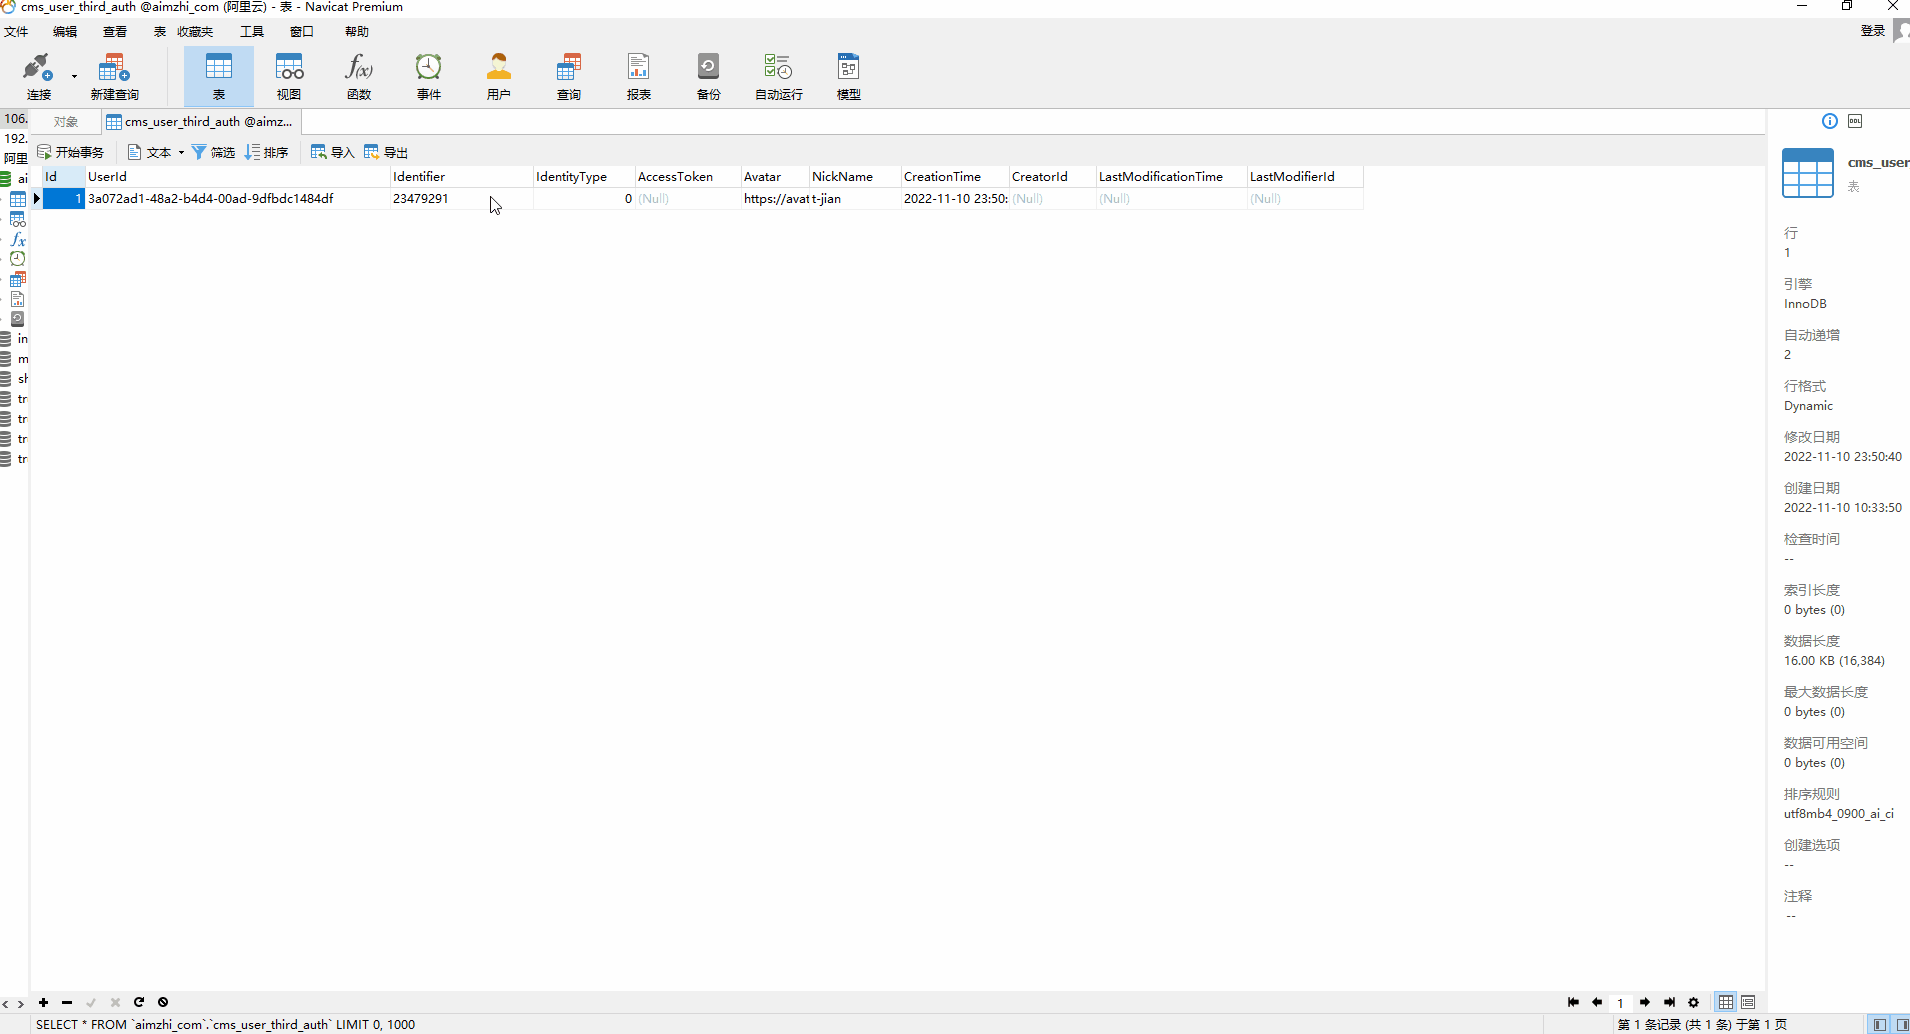 cms_user_third_auth @aimzhi_com (阿里云) - 表 - Navicat Premium
文件 编辑 查看 表 收藏夹 工具 窗口 帮助 登录
连接 新建查询 表 视图 函数 事件 用户 查询 报表 备份 自动运行 模型
106. 对象 cms_user_third_auth @aimz...
192.
阿里 开始事务 文本 筛选 排序 导入 导出
cms_user
表
ai
in
m
sh
tr
tr
tr
tr
Id UserId Identifier IdentityType AccessToken Avatar NickName CreationTime CreatorId LastModificationTime LastModifierId
1 3a072ad1-48a2-b4d4-00ad-9dfbdc1484df 23479291 0 (Null) https://avat t-jian 2022-11-10 23:50: (Null) (Null) (Null)
行
1
引擎
InnoDB
自动递增
2
行格式
Dynamic
修改日期
2022-11-10 23:50:40
创建日期
2022-11-10 10:33:50
检查时间
--
索引长度
0 bytes (0)
数据长度
16.00 KB (16,384)
最大数据长度
0 bytes (0)
数据可用空间
0 bytes (0)
排序规则
utf8mb4_0900_ai_ci
创建选项
--
注释
--
1
SELECT * FROM `aimzhi_com`.`cms_user_third_auth` LIMIT 0, 1000 第 1 条记录 (共 1 条) 于第 1 页